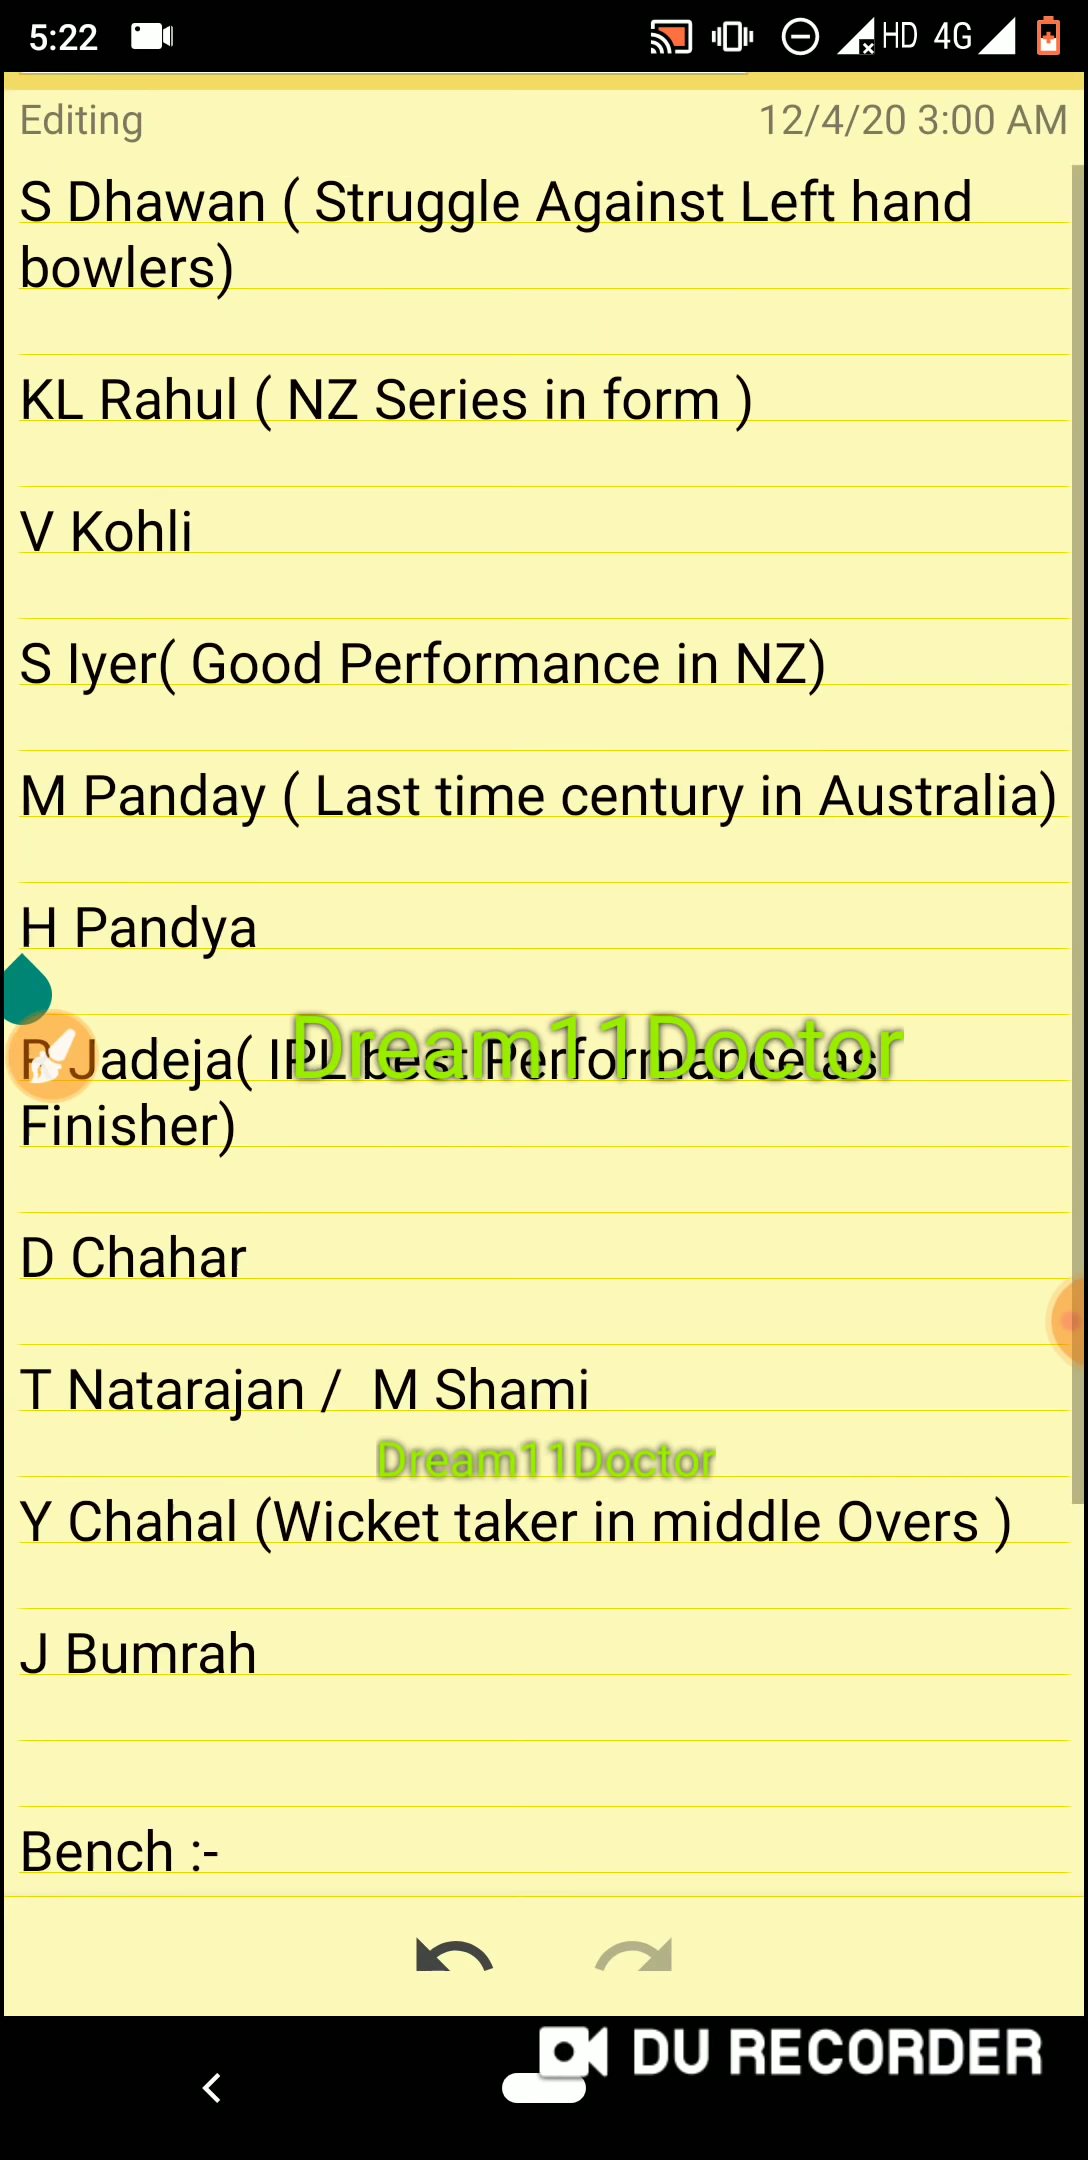 5:22
HD 4G
Editing 12/4/20 3:00 AM
S Dhawan ( Struggle Against Left hand
bowlers)
KL Rahul ( NZ Series in form )
V Kohli
S Iyer( Good Performance in NZ)
M Panday ( Last time century in Australia)
H Pandya
R Jadeja( IPL best Performance as
Dream11Doctor
Finisher)
D Chahar
T Natarajan / M Shami
Dream11Doctor
Y Chahal (Wicket taker in middle Overs )
J Bumrah
Bench :-
DU RECORDER